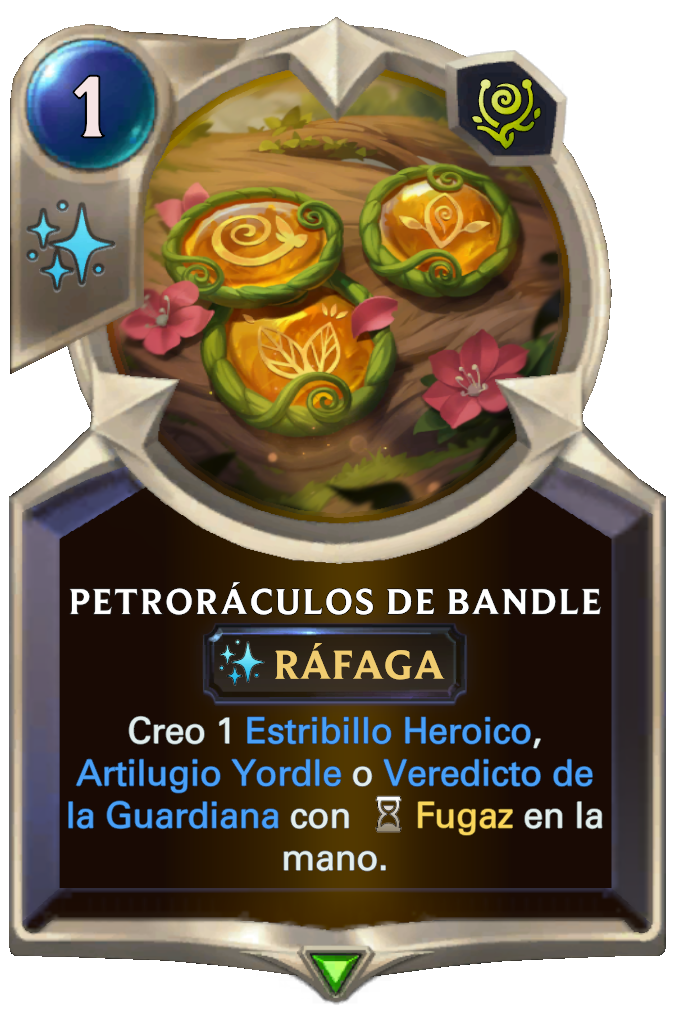 1
PETRORÁCULOS DE BANDLE
RÁFAGA
Creo 1 Estribillo Heroico,
Artilugio Yordle o Veredicto de
la Guardiana con Fugaz en la
mano.